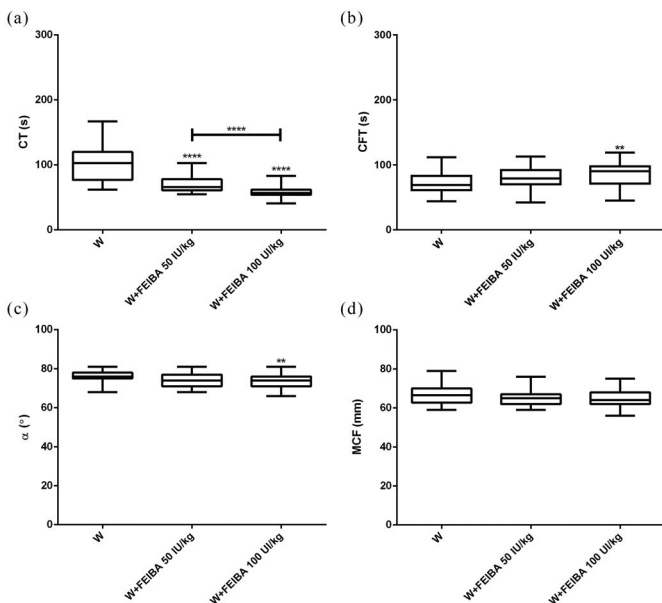 (a)
300
200
100
0
CT (s)
****
****
****
W
W+FEIBA 50 IU/kg
W+FEIBA 100 UI/kg
(b)
300
200
100
0
CFT (s)
**
W
W+FEIBA 50 IU/kg
W+FEIBA 100 UI/kg
(c)
100
80
60
40
20
0
α (°)
**
W
W+FEIBA 50 IU/kg
W+FEIBA 100 UI/kg
(d)
100
80
60
40
20
0
MCF (mm)
W
W+FEIBA 50 IU/kg
W+FEIBA 100 UI/kg